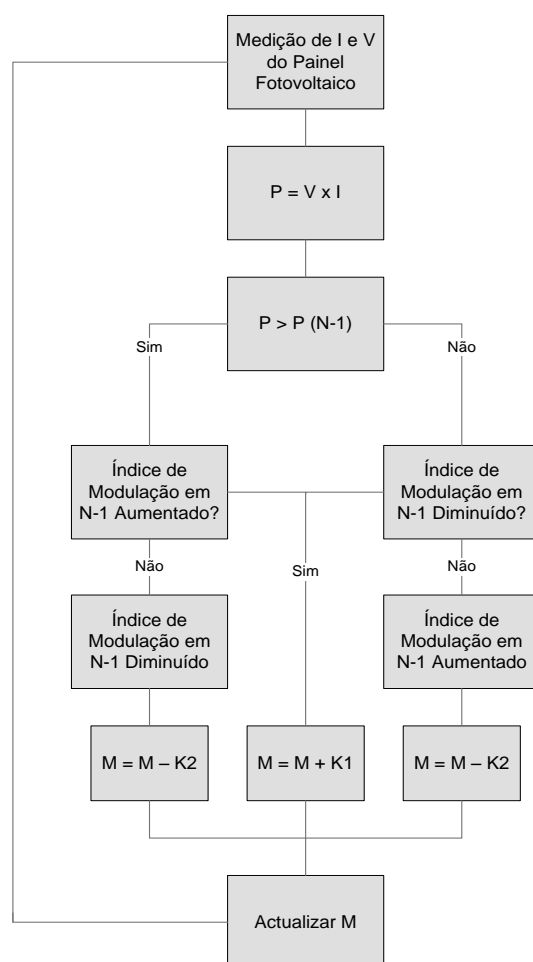 Medição de I e V
do Painel
Fotovoltaico
P = V x I
P > P (N-1)
Sim
Não
Índice de
Modulação em
N-1 Aumentado?
Índice de
Modulação em
N-1 Diminuído?
Não
Sim
Não
Índice de
Modulação em
N-1 Diminuído
Índice de
Modulação em
N-1 Aumentado
M = M – K2
M = M + K1
M = M – K2
Actualizar M